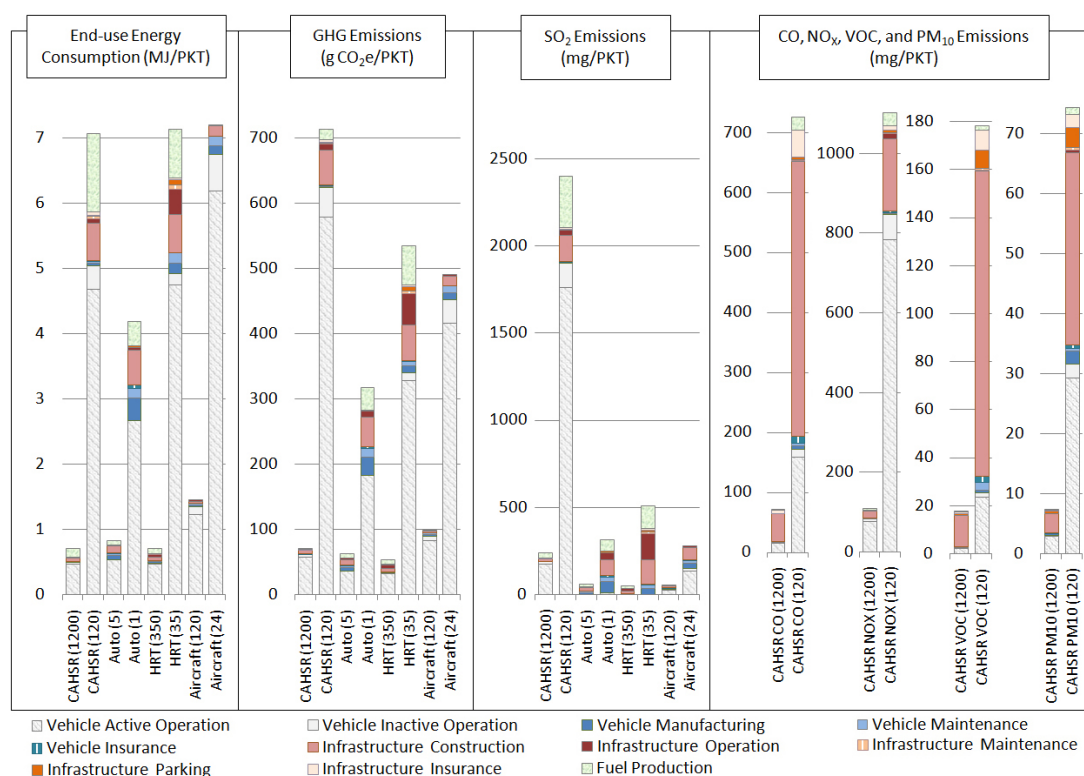 End-use Energy
Consumption (MJ/PKT)
GHG Emissions
(g CO₂e/PKT)
SO₂ Emissions
(mg/PKT)
CO, NOₓ, VOC, and PM₁₀ Emissions
(mg/PKT)
7
6
5
4
3
2
1
0
CAHSR (1200)
CAHSR (120)
Auto (5)
Auto (1)
HRT (350)
HRT (35)
Aircraft (120)
Aircraft (24)
700
600
500
400
300
200
100
0
CAHSR (1200)
CAHSR (120)
Auto (5)
Auto (1)
HRT (350)
HRT (35)
Aircraft (120)
Aircraft (24)
2500
2000
1500
1000
500
0
CAHSR (1200)
CAHSR (120)
Auto (5)
Auto (1)
HRT (350)
HRT (35)
Aircraft (120)
Aircraft (24)
700
600
500
400
300
200
100
0
CAHSR CO (1200)
CAHSR CO (120)
1000
800
600
400
200
0
CAHSR NOX (1200)
CAHSR NOX (120)
180
160
140
120
100
80
60
40
20
0
CAHSR VOC (1200)
CAHSR VOC (120)
70
60
50
40
30
20
10
0
CAHSR PM10 (1200)
CAHSR PM10 (120)
Vehicle Active Operation
Vehicle Inactive Operation
Vehicle Manufacturing
Vehicle Maintenance
Vehicle Insurance
Infrastructure Construction
Infrastructure Operation
Infrastructure Maintenance
Infrastructure Parking
Infrastructure Insurance
Fuel Production